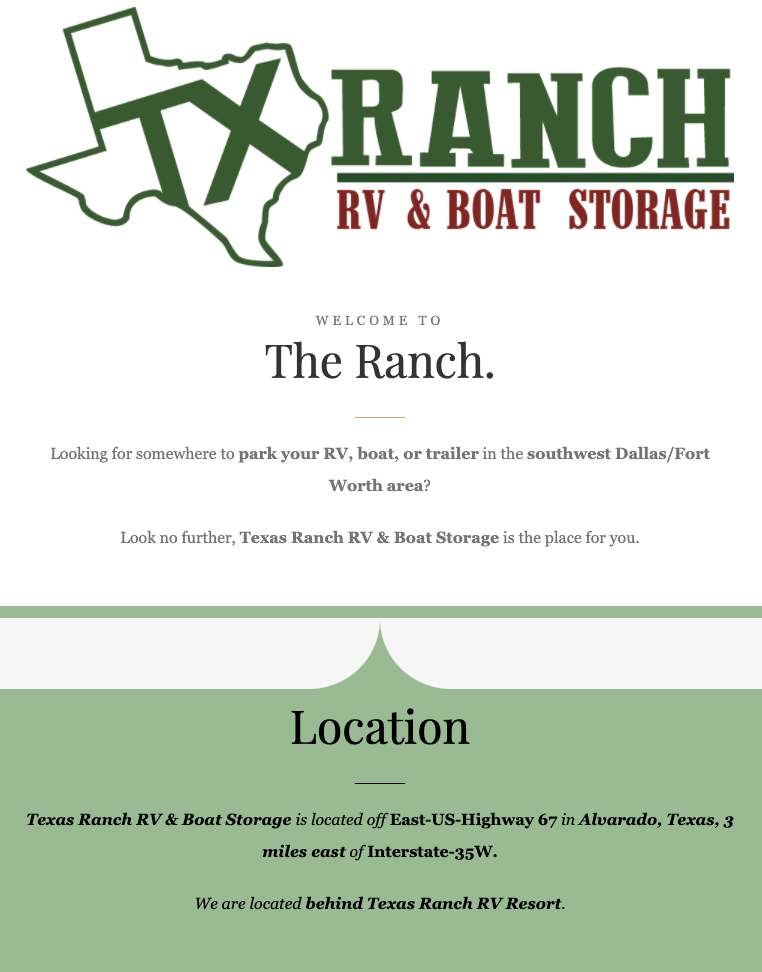 TX RANCH
RV & BOAT STORAGE
WELCOME TO
The Ranch.
Looking for somewhere to park your RV, boat, or trailer in the southwest Dallas/Fort
Worth area?
Look no further, Texas Ranch RV & Boat Storage is the place for you.
Location
Texas Ranch RV & Boat Storage is located off East-US-Highway 67 in Alvarado, Texas, 3
miles east of Interstate-35W.
We are located behind Texas Ranch RV Resort.